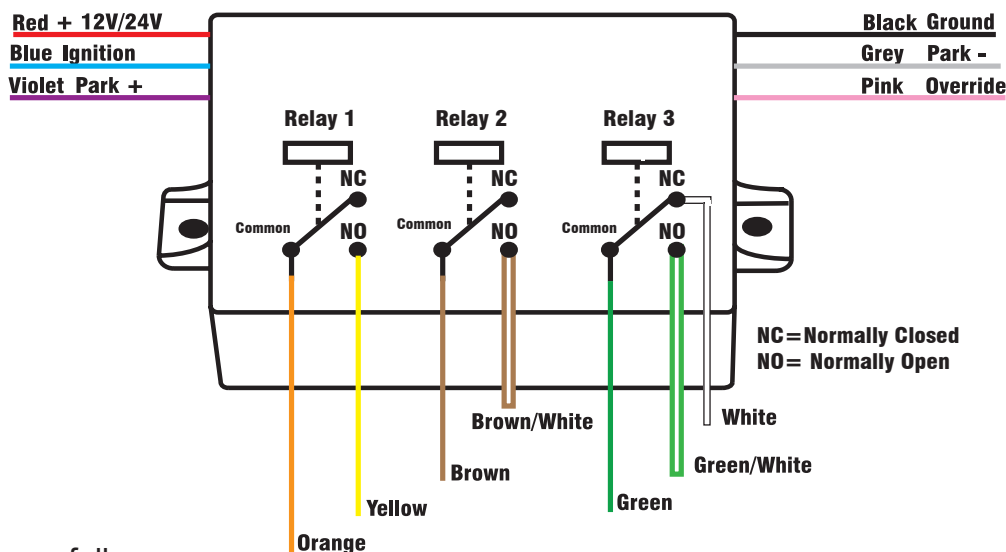 Red + 12V/24V
Blue Ignition
Violet Park +
Black Ground
Grey Park -
Pink Override
Relay 1
Relay 2
Relay 3
NC
NC
NC
Common
NO
Common
NO
Common
NO
NC=Normally Closed
NO= Normally Open
Brown/White
White
Brown
Green/White
Yellow
Green
Orange